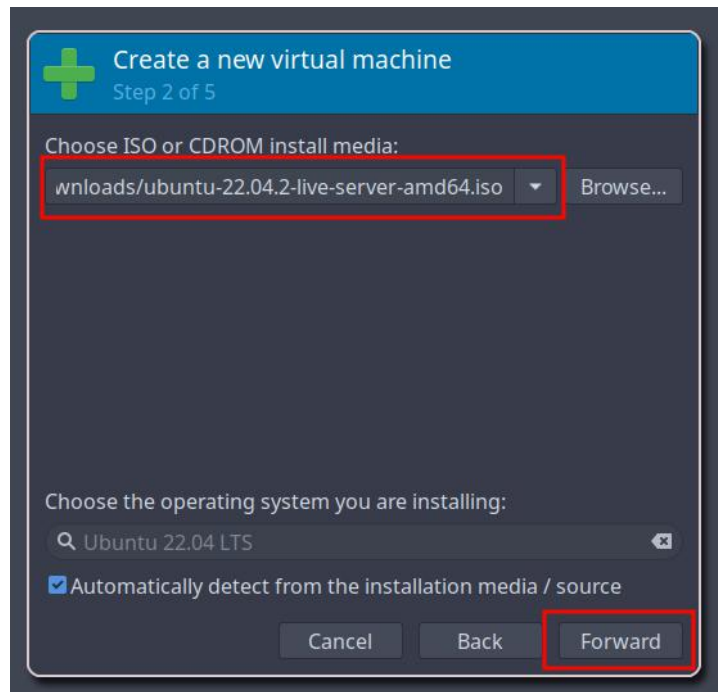 Create a new virtual machine
Step 2 of 5
Choose ISO or CDROM install media:
wnloads/ubuntu-22.04.2-live-server-amd64.iso Browse...
Choose the operating system you are installing:
Ubuntu 22.04 LTS
Automatically detect from the installation media / source
Cancel Back Forward